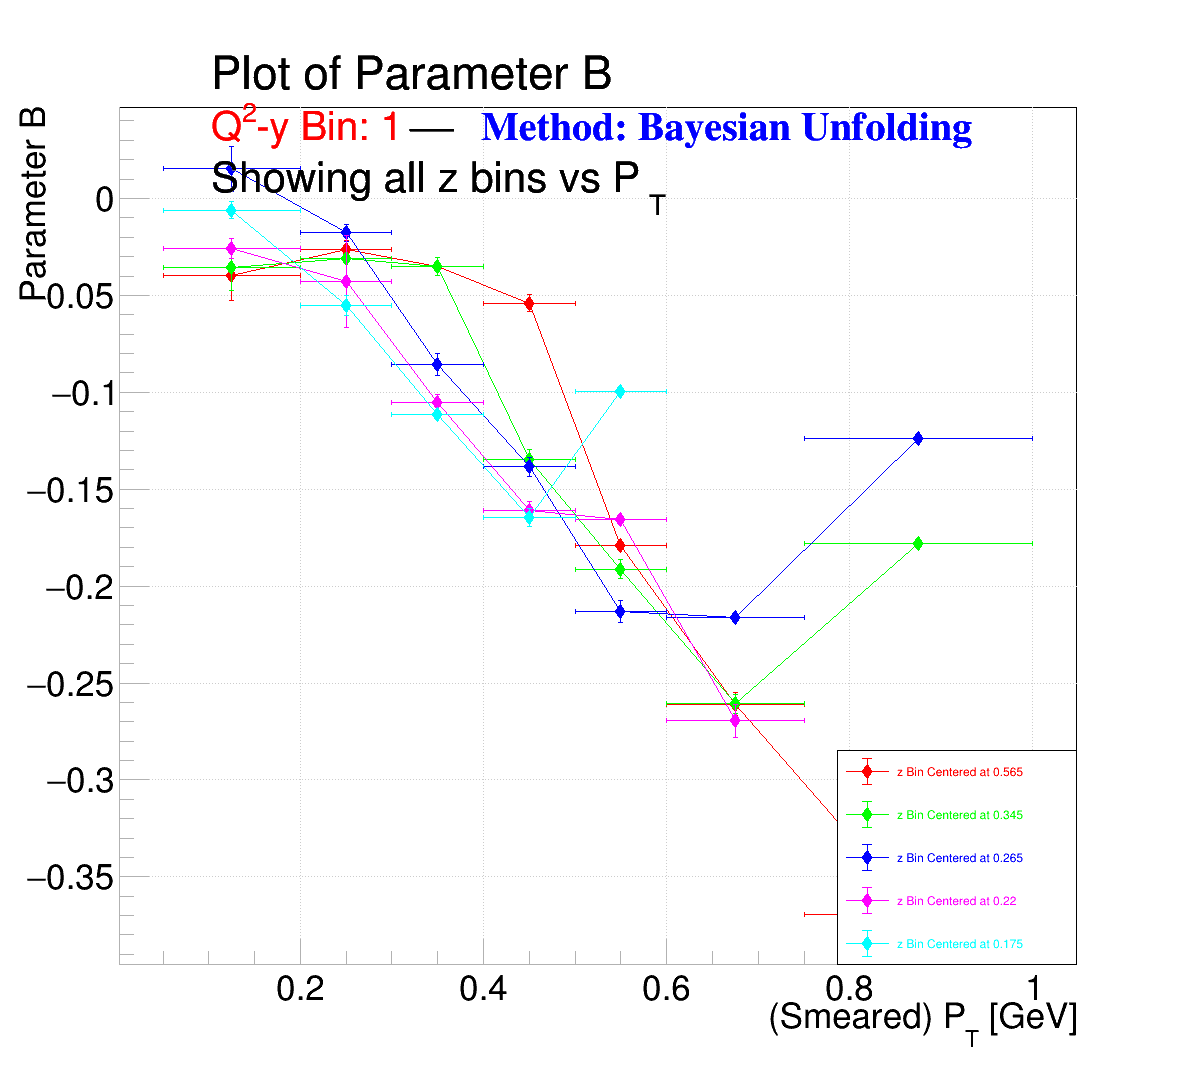 Plot of Parameter B
Q²-y Bin: 1 — Method: Bayesian Unfolding
Showing all z bins vs P_T
Parameter B
0
−0.05
−0.1
−0.15
−0.2
−0.25
−0.3
−0.35
z Bin Centered at 0.565
z Bin Centered at 0.345
z Bin Centered at 0.265
z Bin Centered at 0.22
z Bin Centered at 0.175
0.2 0.4 0.6 0.8 1
(Smeared) P_T [GeV]